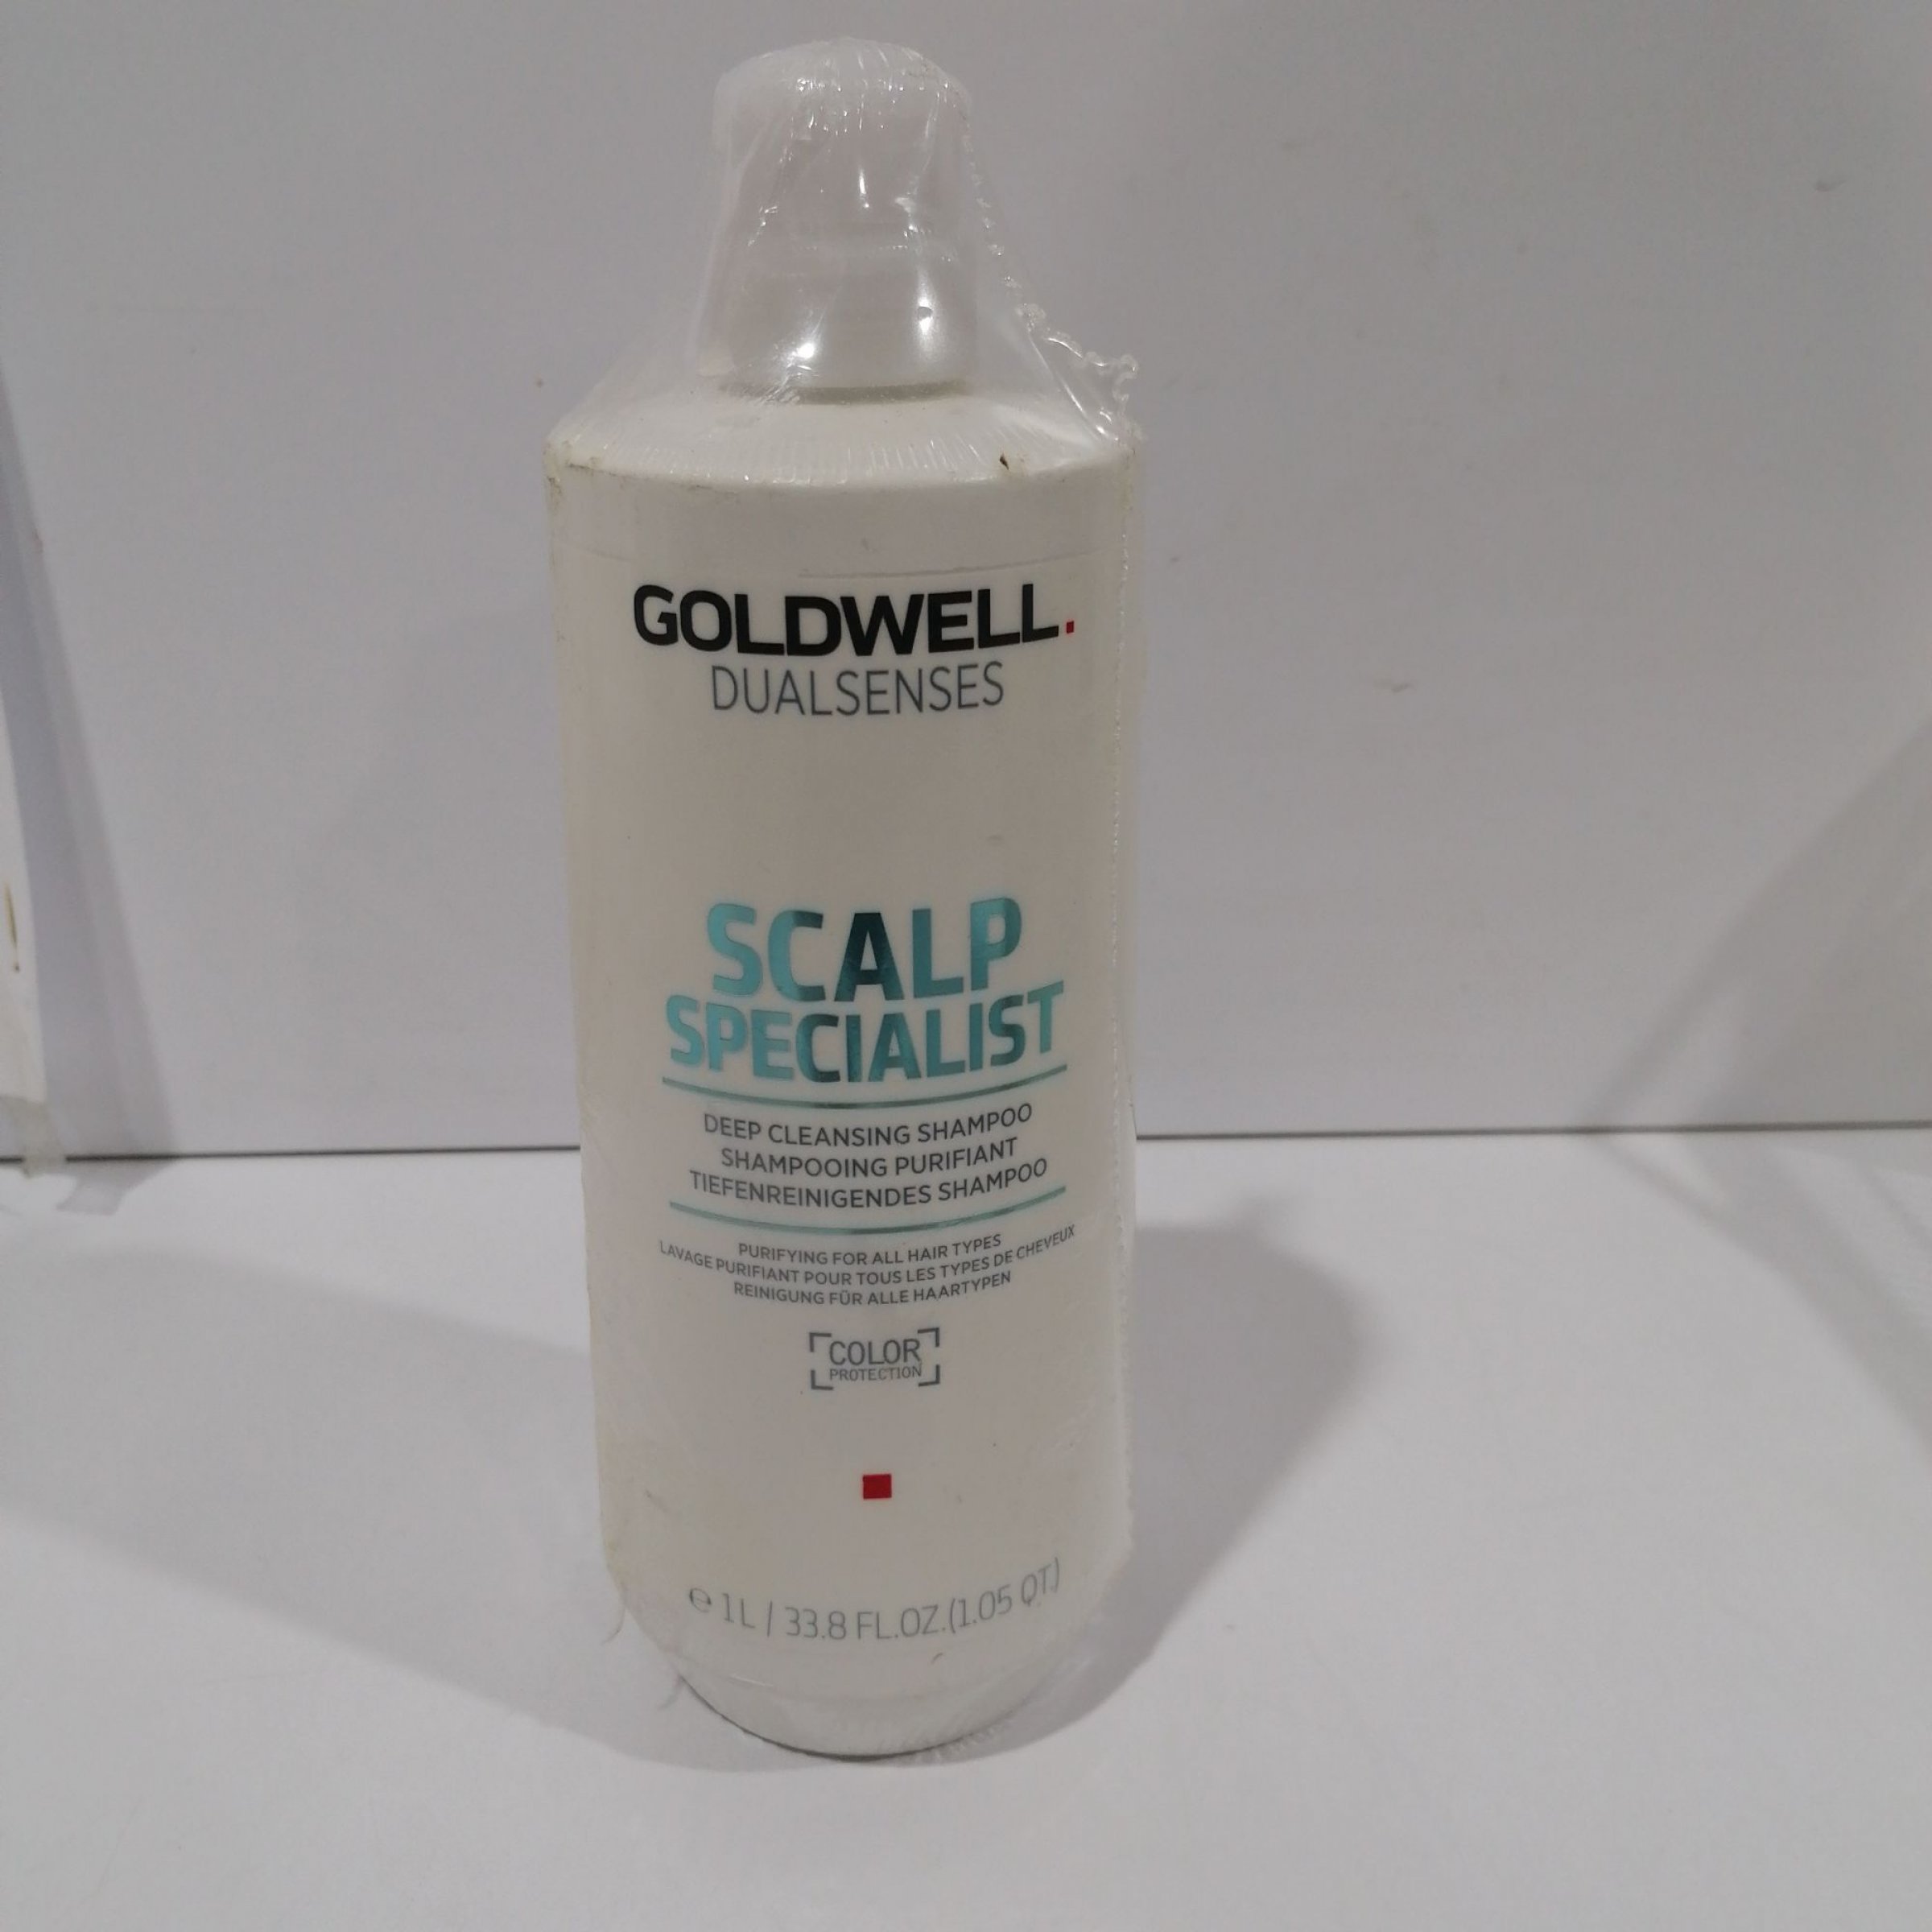 GOLDWELL.
DUALSENSES
SCALP
SPECIALIST
DEEP CLEANSING SHAMPOO
SHAMPOOING PURIFIANT
TIEFENREINIGENDES SHAMPOO
PURIFYING FOR ALL HAIR TYPES
LAVAGE PURIFIANT POUR TOUS LES TYPES DE CHEVEUX
REINIGUNG FÜR ALLE HAARTYPEN
COLOR
PROTECTION
℮ 1 L / 33.8 FL.OZ.(1.05 QT.)